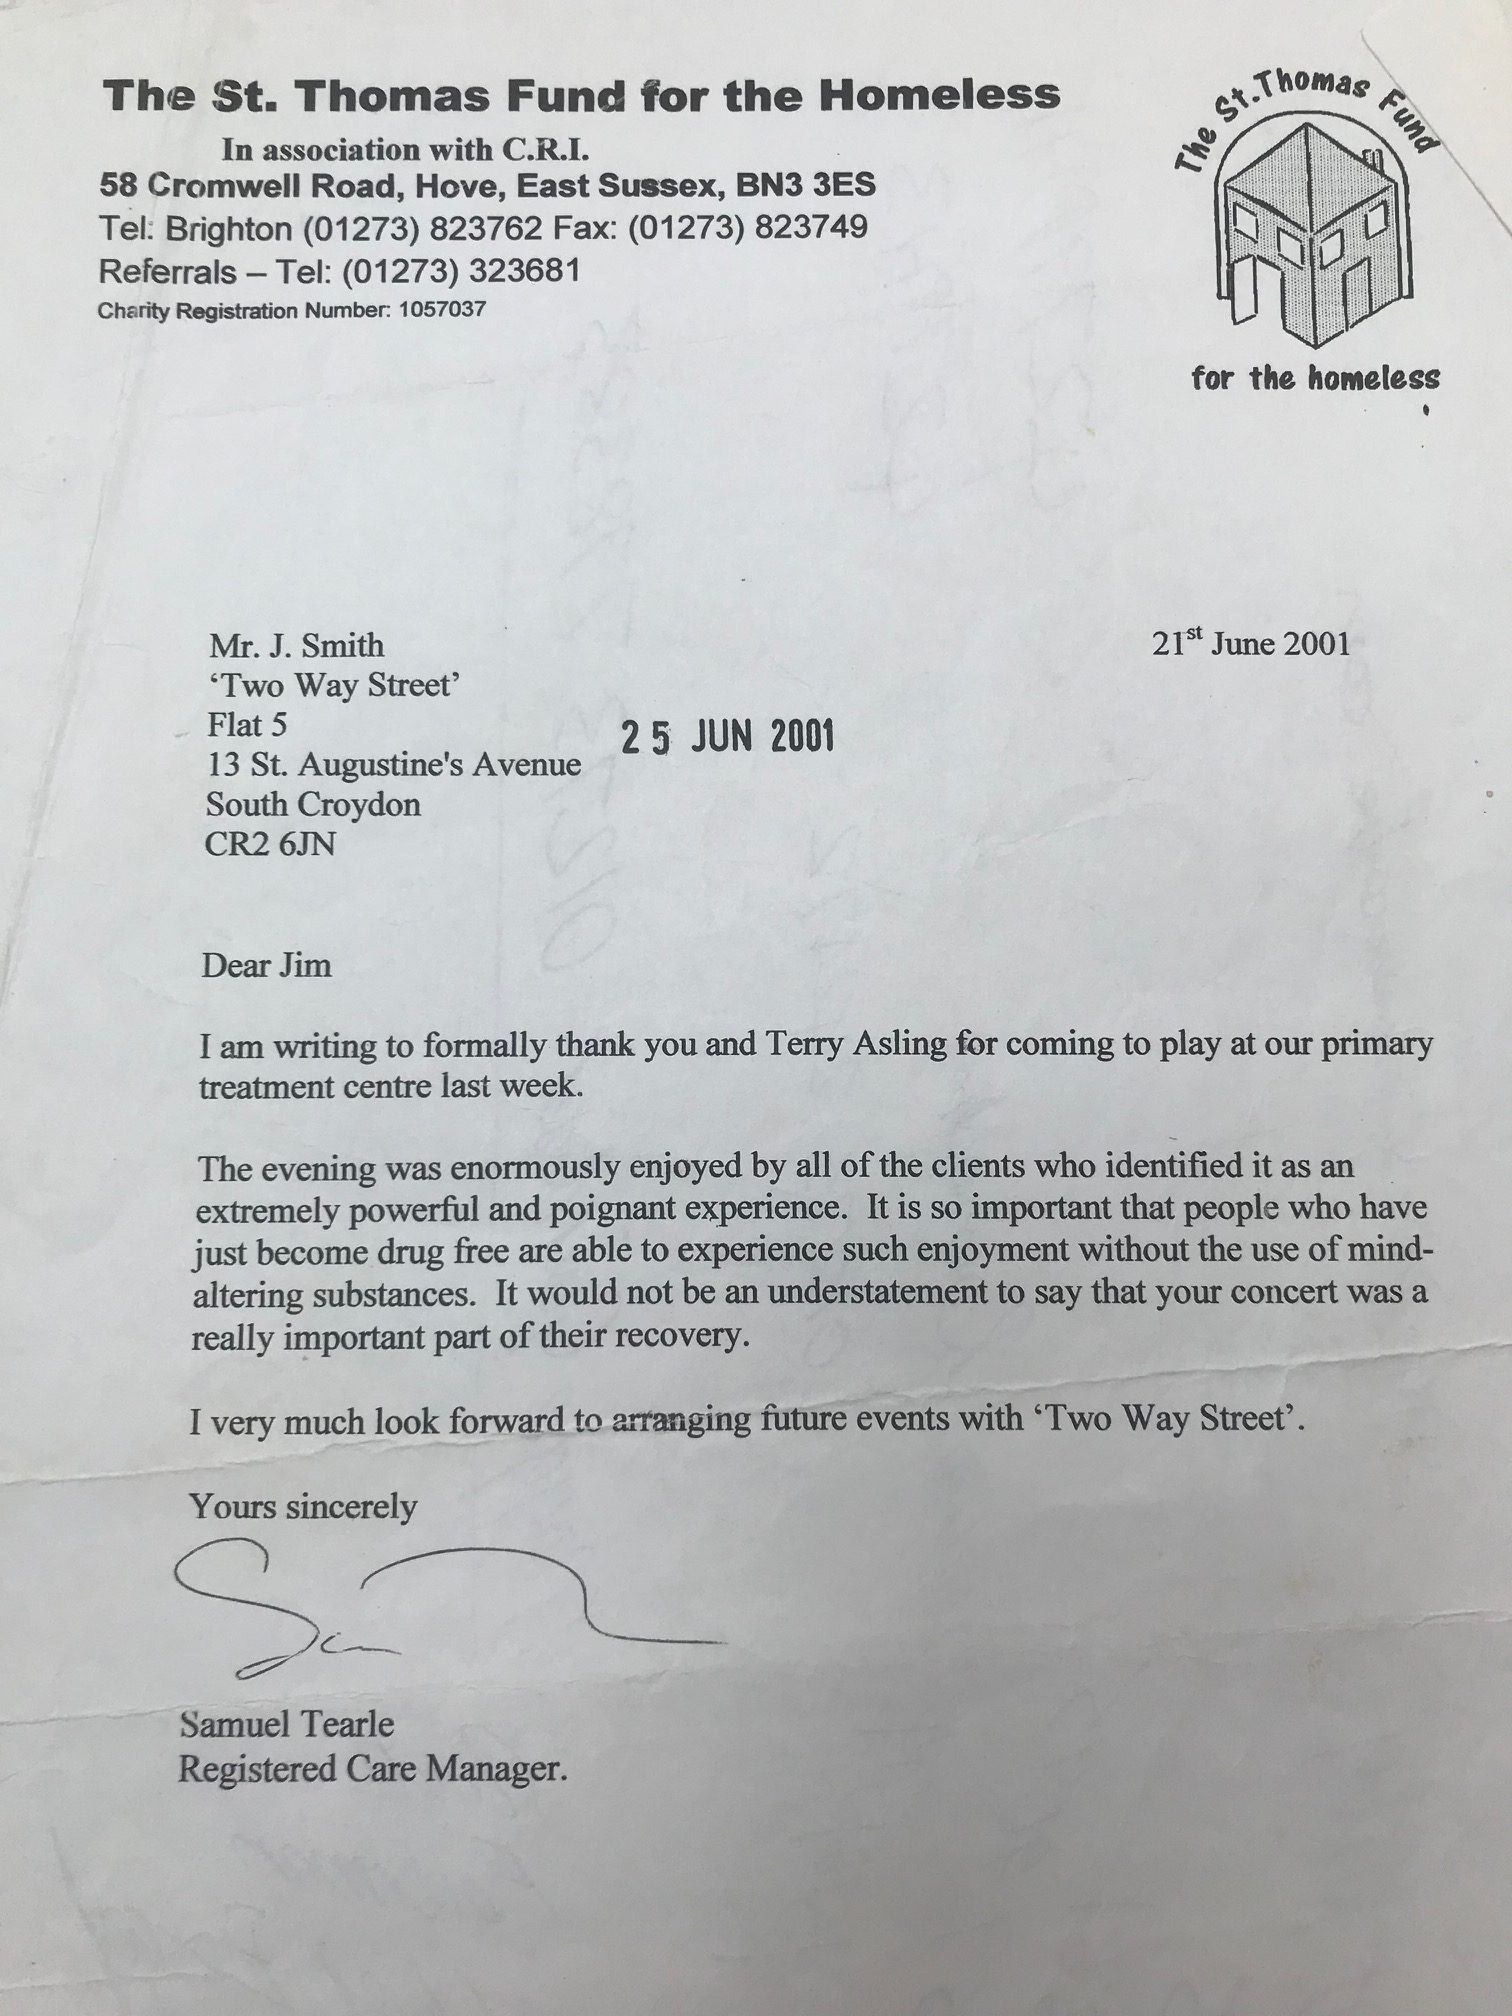 The St. Thomas Fund for the Homeless
In association with C.R.I.
58 Cromwell Road, Hove, East Sussex, BN3 3ES
Tel: Brighton (01273) 823762 Fax: (01273) 823749
Referrals – Tel: (01273) 323681
Charity Registration Number: 1057037
The St. Thomas Fund
for the homeless
Mr. J. Smith
21st June 2001
‘Two Way Street’
Flat 5
25 JUN 2001
13 St. Augustine's Avenue
South Croydon
CR2 6JN
Dear Jim
I am writing to formally thank you and Terry Asling for coming to play at our primary
treatment centre last week.
The evening was enormously enjoyed by all of the clients who identified it as an
extremely powerful and poignant experience. It is so important that people who have
just become drug free are able to experience such enjoyment without the use of mind-
altering substances. It would not be an understatement to say that your concert was a
really important part of their recovery.
I very much look forward to arranging future events with ‘Two Way Street’.
Yours sincerely
Samuel Tearle
Registered Care Manager.